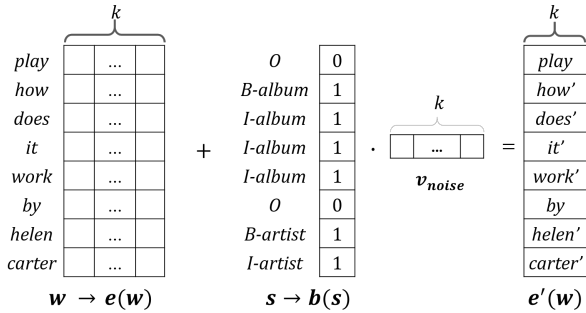 k k
play ... O 0 play
how ... B-album 1 how’
does ... I-album 1 k does’
it ... + I-album 1 · ... = it’
work ... I-album 1 v_noise work’
by ... O 0 by
helen ... B-artist 1 helen’
carter ... I-artist 1 carter’
w → e(w) s → b(s) e′(w)